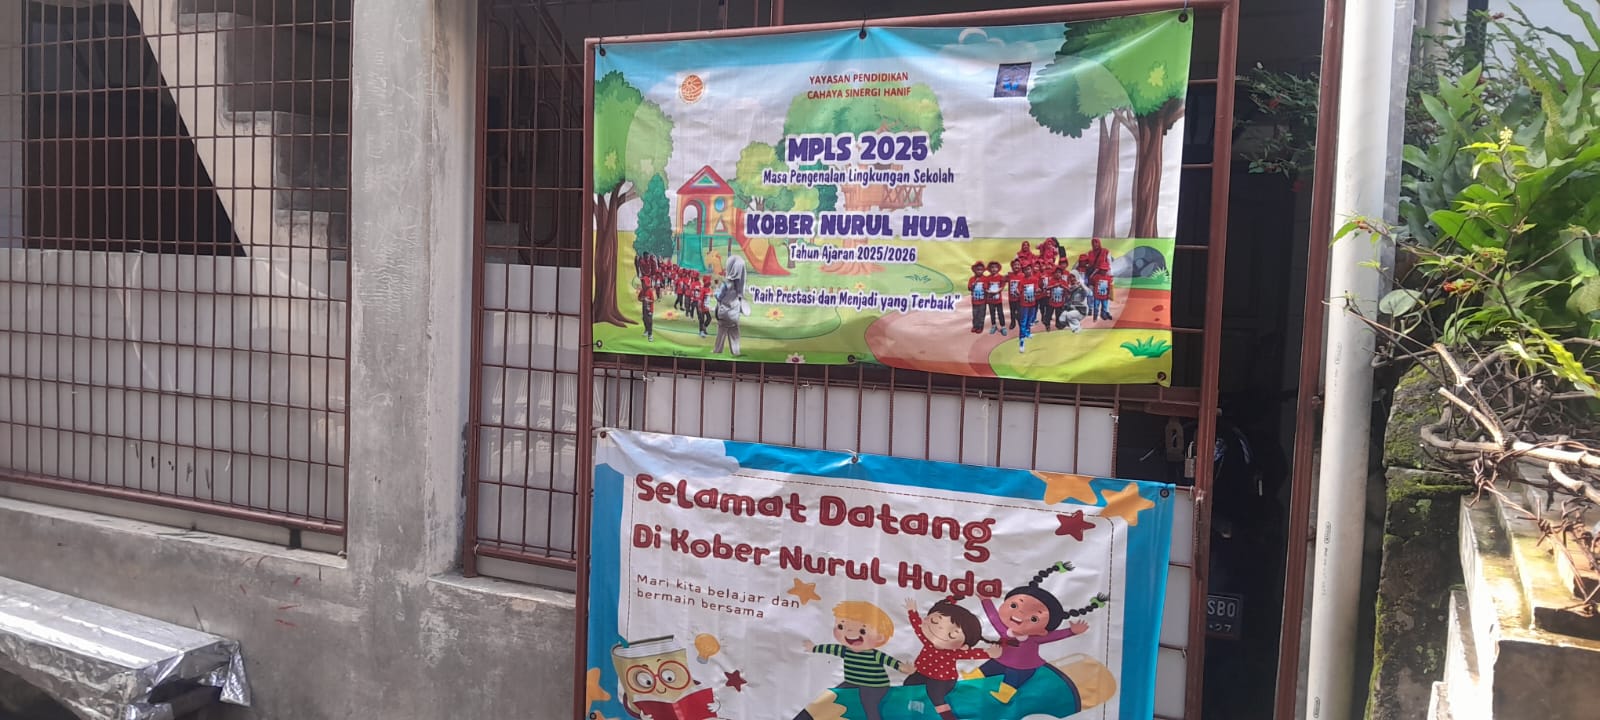 YAYASAN PENDIDIKAN
CAHAYA SINERGI HANIF
MPLS 2025
Masa Pengenalan Lingkungan Sekolah
KOBER NURUL HUDA
Tahun Ajaran 2025/2026
"Raih Prestasi dan Menjadi yang Terbaik"
Selamat Datang
Di Kober Nurul Huda
Mari kita belajar dan
bermain bersama
SBO